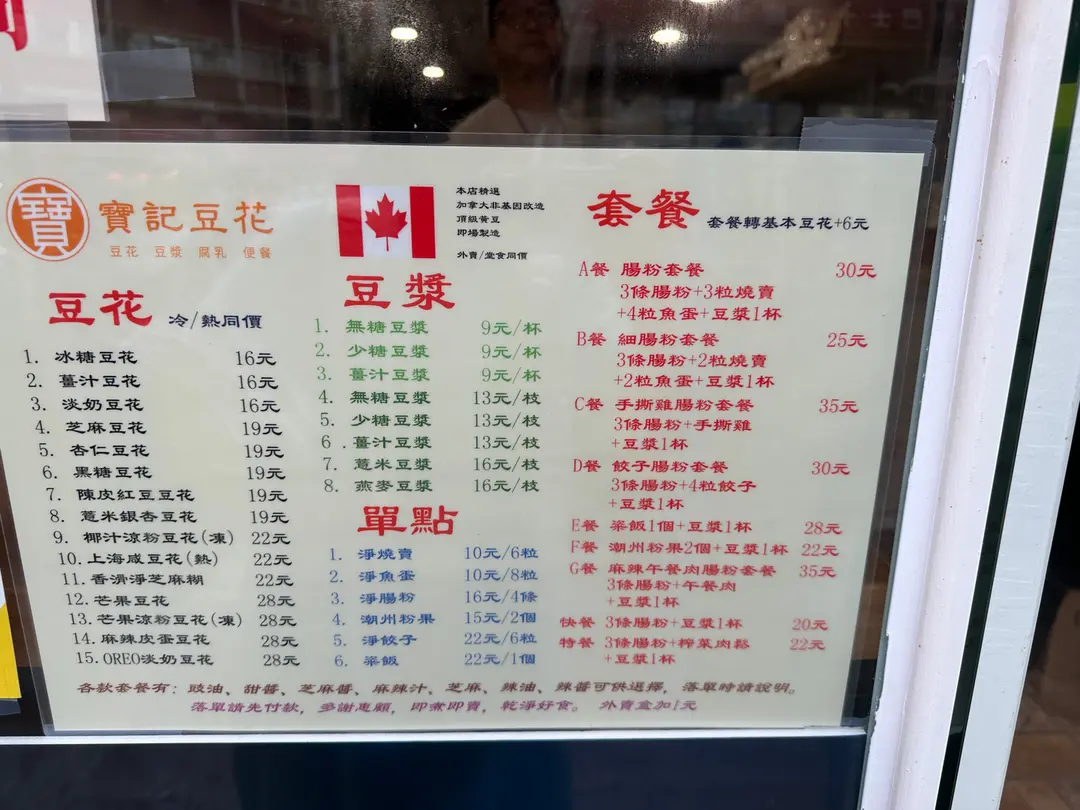 寶
寶記豆花
豆花 豆漿 腐乳 便餐
豆花 冷/熱同價
1. 冰糖豆花 16元
2. 薑汁豆花 16元
3. 淡奶豆花 16元
4. 芝麻豆花 19元
5. 杏仁豆花 19元
6. 黑糖豆花 19元
7. 陳皮紅豆豆花 19元
8. 薏米銀杏豆花 19元
9. 椰汁涼粉豆花(凍) 22元
10. 上海咸豆花(熱) 22元
11. 香滑淨芝麻糊 22元
12. 芒果豆花 28元
13. 芒果涼粉豆花(凍) 28元
14. 麻辣皮蛋豆花 28元
15. OREO淡奶豆花 28元
本店精選
加拿大非基因改造
頂級黃豆
即場製造
外賣/堂食同價
豆漿
1. 無糖豆漿 9元/杯
2. 少糖豆漿 9元/杯
3. 薑汁豆漿 9元/杯
4. 無糖豆漿 13元/枝
5. 少糖豆漿 13元/枝
6 . 薑汁豆漿 13元/枝
7. 薏米豆漿 16元/枝
8. 燕麥豆漿 16元/枝
單點
1. 淨燒賣 10元/6粒
2. 淨魚蛋 10元/8粒
3. 淨腸粉 16元/4條
4. 潮州粉果 15元/2個
5. 淨餃子 22元/6粒
6. 粢飯 22元/1個
套餐 套餐轉基本豆花+6元
A餐 腸粉套餐 30元
3條腸粉+3粒燒賣
+4粒魚蛋+豆漿1杯
B餐 細腸粉套餐 25元
3條腸粉+2粒燒賣
+2粒魚蛋+豆漿1杯
C餐 手撕雞腸粉套餐 35元
3條腸粉+手撕雞
+豆漿1杯
D餐 餃子腸粉套餐 30元
3條腸粉+4粒餃子
+豆漿1杯
E餐 粢飯1個+豆漿1杯 28元
F餐 潮州粉果2個+豆漿1杯 22元
G餐 麻辣午餐肉腸粉套餐 35元
3條腸粉+午餐肉
+豆漿1杯
快餐 3條腸粉+豆漿1杯 20元
特餐 3條腸粉+榨菜肉鬆 22元
+豆漿1杯
各款套餐有: 豉油、甜醬、芝麻醬、麻辣汁、芝麻、辣油、辣醬可供選擇, 落單時請說明。
落單請先付款, 多謝惠顧, 即煮即賣, 乾淨好食。 外賣盒加1元